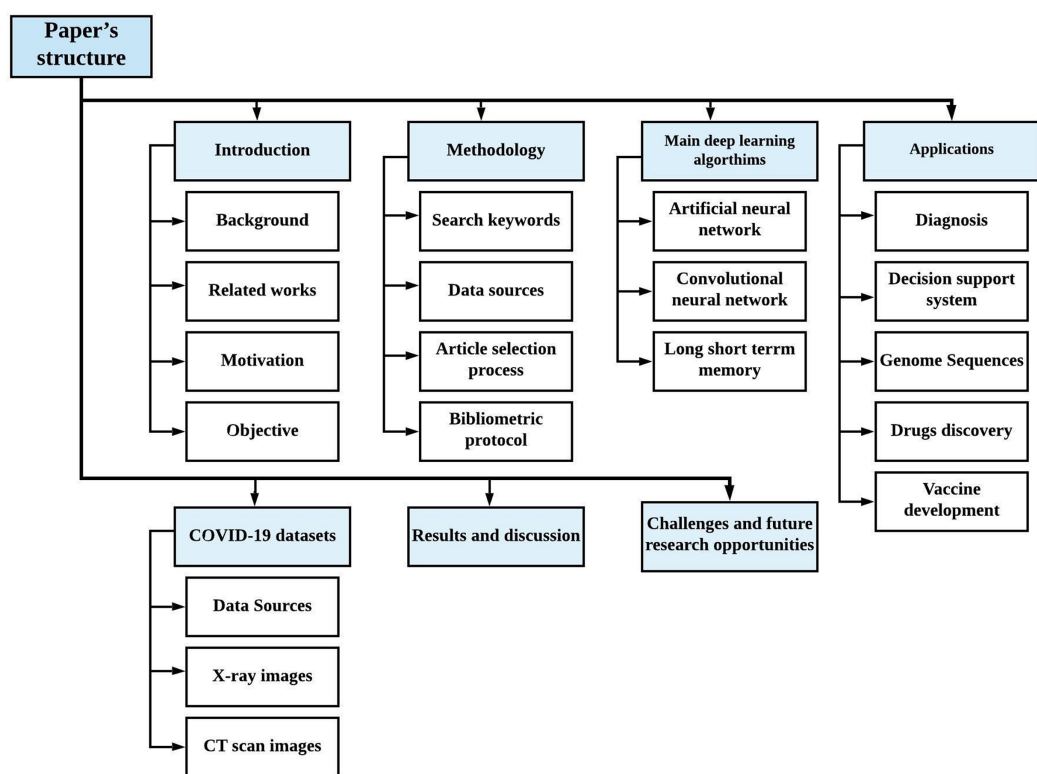 Paper's
structure
Introduction
Background
Related works
Motivation
Objective
Methodology
Search keywords
Data sources
Article selection
process
Bibliometric
protocol
Main deep learning
algorthims
Artificial neural
network
Convolutional
neural network
Long short terrm
memory
Applications
Diagnosis
Decision support
system
Genome Sequences
Drugs discovery
Vaccine
development
COVID-19 datasets
Data Sources
X-ray images
CT scan images
Results and discussion
Challenges and future
research opportunities